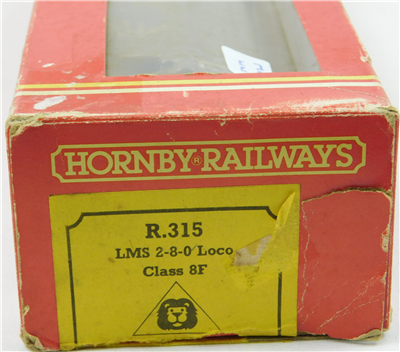 HORNBY® RAILWAYS
R.315
LMS 2-8-0 Loco
Class 8F